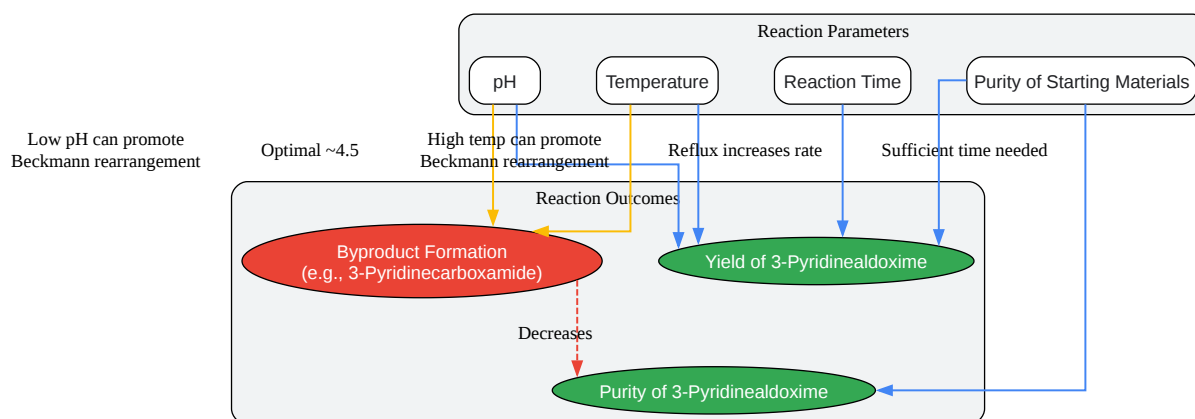 Reaction Parameters
pH
Temperature
Reaction Time
Purity of Starting Materials
Low pH can promote
Beckmann rearrangement
Optimal ~4.5
High temp can promote
Beckmann rearrangement
Reflux increases rate
Sufficient time needed
Reaction Outcomes
Byproduct Formation
(e.g., 3-Pyridinecarboxamide)
Yield of 3-Pyridinealdoxime
Decreases
Purity of 3-Pyridinealdoxime